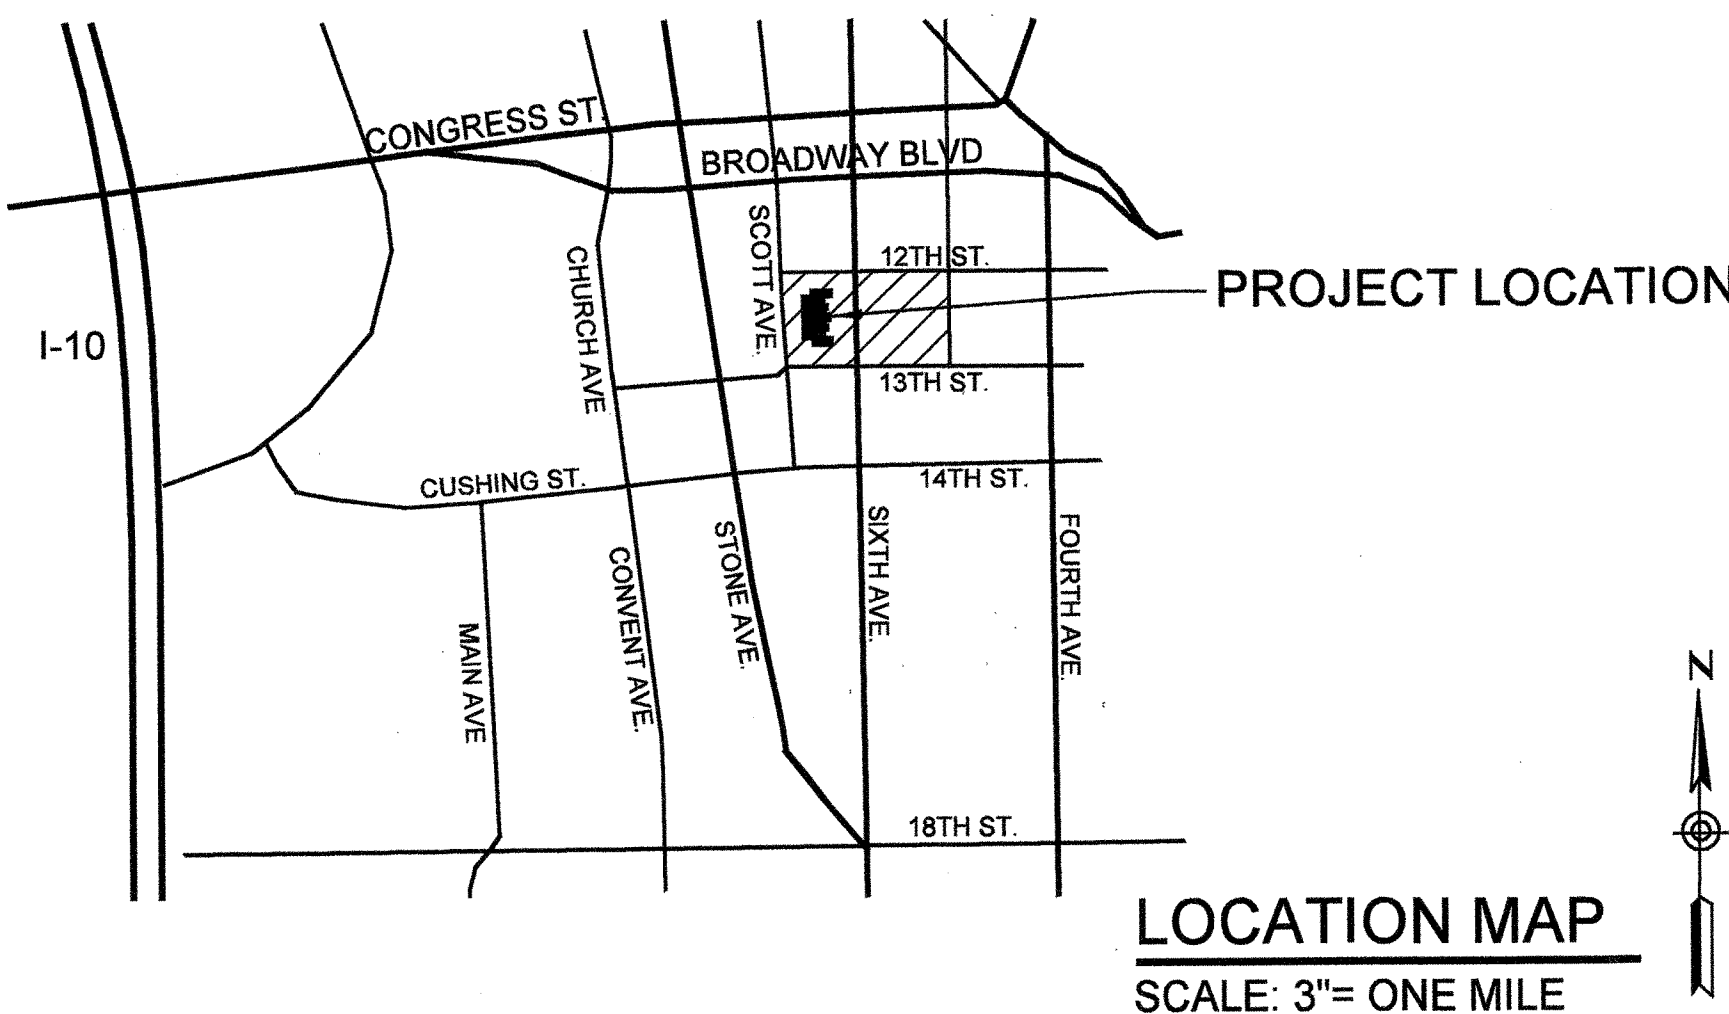 CONGRESS ST.
BROADWAY BLVD
SCOTT AVE.
12TH ST.
CHURCH AVE
PROJECT LOCATION
I-10
13TH ST.
CUSHING ST.
14TH ST.
SIXTH AVE.
FOURTH AVE.
STONE AVE.
CONVENT AVE.
MAIN AVE
N
18TH ST.
LOCATION MAP
SCALE: 3"= ONE MILE